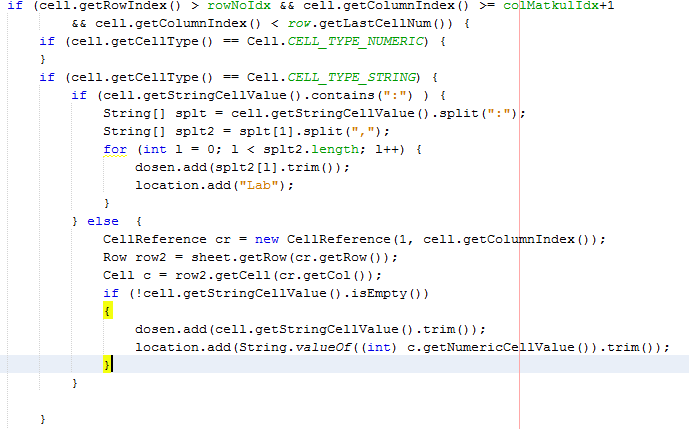 if (cell.getRowIndex() > rowNoIdx && cell.getColumnIndex() >= colMatkulIdx+1
        && cell.getColumnIndex() < row.getLastCellNum()) {
    if (cell.getCellType() == Cell.CELL_TYPE_NUMERIC) {
    }
    if (cell.getCellType() == Cell.CELL_TYPE_STRING) {
        if (cell.getStringCellValue().contains(":") ) {
            String[] splt = cell.getStringCellValue().split(":");
            String[] splt2 = splt[1].split(",");
            for (int l = 0; l < splt2.length; l++) {
                dosen.add(splt2[l].trim());
                location.add("Lab");
            }
        } else  {
            CellReference cr = new CellReference(1, cell.getColumnIndex());
            Row row2 = sheet.getRow(cr.getRow());
            Cell c = row2.getCell(cr.getCol());
            if (!cell.getStringCellValue().isEmpty())
            {
                dosen.add(cell.getStringCellValue().trim());
                location.add(String.valueOf((int) c.getNumericCellValue()).trim());
            }
        }
    }